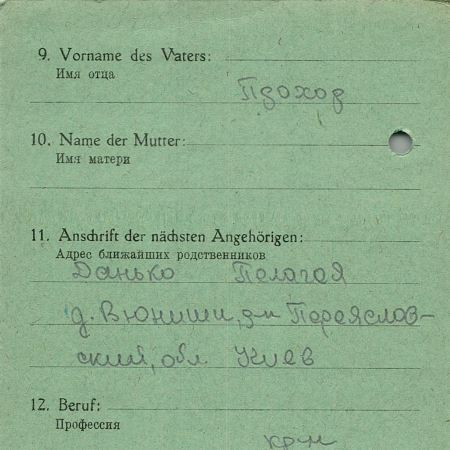 9. Vorname des Vaters:
Имя отца
10. Name der Mutter:
Имя матери
11. Anschrift der nächsten Angehörigen:
Адрес ближайших родственников
Данько Пелагея
д. Вюнищи, Переяслов-
ский, обл. Киев
12. Beruf:
Профессия